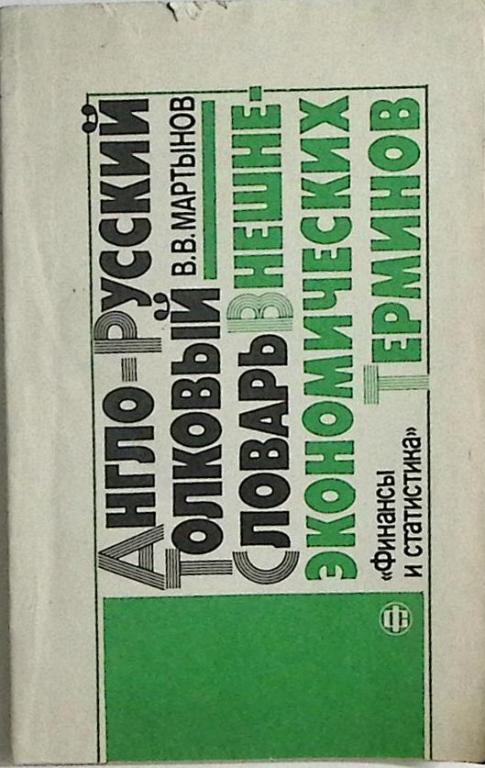 Англо-Русский
Толковый В.В. МАРТЫНОВ
Словарь Внешне-
экономических
Терминов
«Финансы
и статистика»